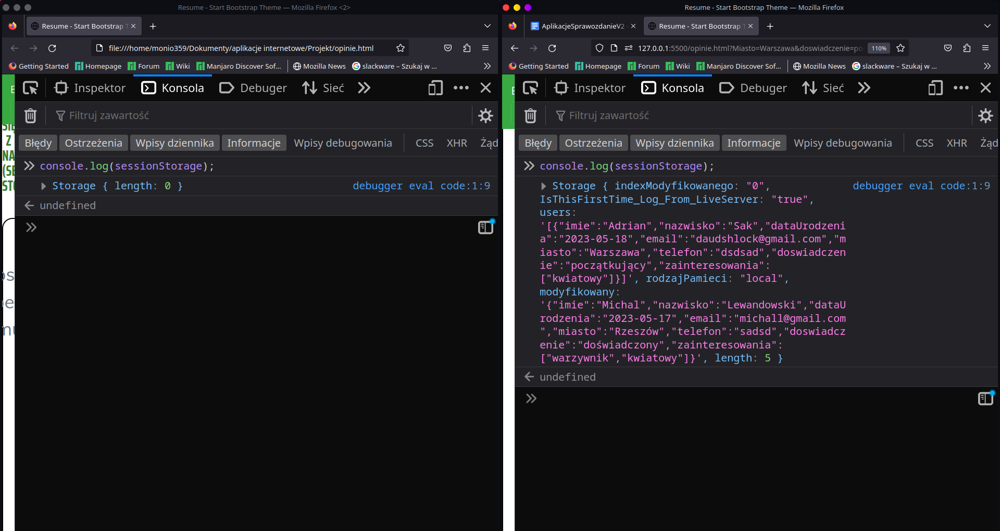 Resume - Start Bootstrap Theme — Mozilla Firefox <2>
Resume - Start Bootstrap T
file:///home/monio359/Dokumenty/aplikacje internetowe/Projekt/opinie.html
Getting Started Homepage Forum Wiki Manjaro Discover Sof... Mozilla News slackware – Szukaj w ...
Inspektor Konsola Debuger Sieć
Filtruj zawartość
Błędy Ostrzeżenia Wpisy dziennika Informacje Wpisy debugowania CSS XHR Żąd
Z
NA
console.log(sessionStorage);
Storage { length: 0 } debugger eval code:1:9
undefined
Resume - Start Bootstrap Theme — Mozilla Firefox
AplikacjeSprawozdanieV2 - Resume - Start Bootstrap T
127.0.0.1:5500/opinie.html?Miasto=Warszawa&doswiadczenie=po 110%
Getting Started Homepage Forum Wiki Manjaro Discover Sof... Mozilla News slackware – Szukaj w ...
Inspektor Konsola Debuger Sieć
Filtruj zawartość
Błędy Ostrzeżenia Wpisy dziennika Informacje Wpisy debugowania CSS XHR Żąd
console.log(sessionStorage);
Storage { indexModyfikowanego: "0", debugger eval code:1:9
IsThisFirstTime_Log_From_LiveServer: "true",
users:
'[{"imie":"Adrian","nazwisko":"Sak","dataUrodzeni
a":"2023-05-18","email":"daudshlock@gmail.com","m
iasto":"Warszawa","telefon":"dsdsad","doswiadczen
ie":"początkujący","zainteresowania":
["kwiatowy"]}]', rodzajPamieci: "local",
modyfikowany:
'{"imie":"Michal","nazwisko":"Lewandowski","dataU
rodzenia":"2023-05-17","email":"michall@gmail.com
","miasto":"Rzeszów","telefon":"sadsd","doswiadcz
enie":"doświadczony","zainteresowania":
["warzywnik","kwiatowy"]}', length: 5 }
undefined